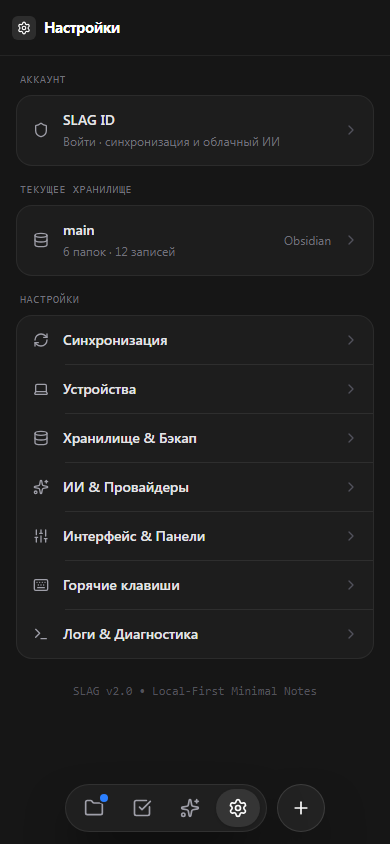 Настройки
АККАУНТ
SLAG ID
Войти · синхронизация и облачный ИИ
ТЕКУЩЕЕ ХРАНИЛИЩЕ
main
Obsidian
6 папок · 12 записей
НАСТРОЙКИ
Синхронизация
Устройства
Хранилище & Бэкап
ИИ & Провайдеры
Интерфейс & Панели
Горячие клавиши
Логи & Диагностика
SLAG v2.0 • Local-First Minimal Notes